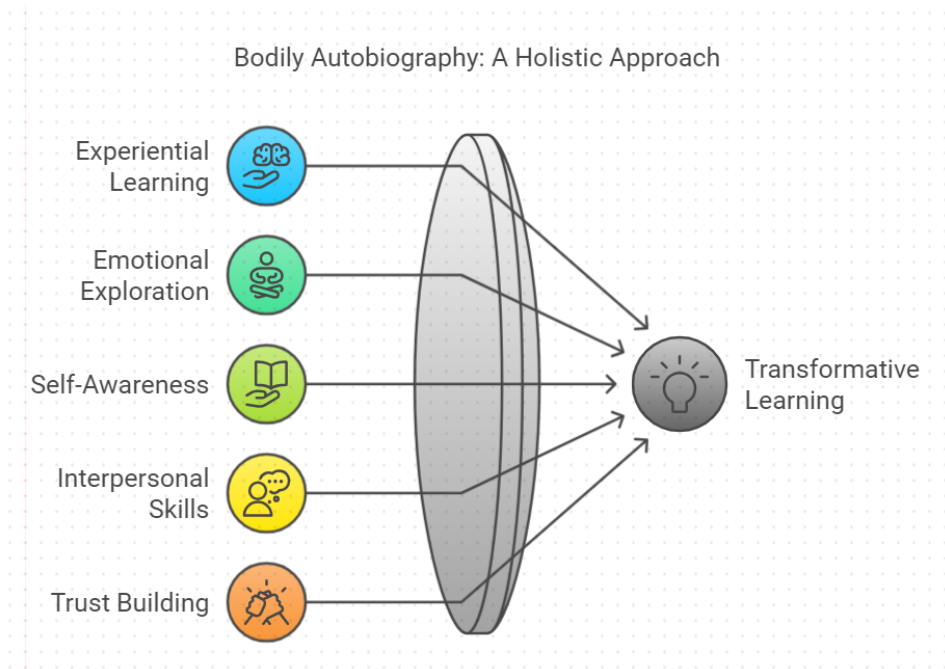 Bodily Autobiography: A Holistic Approach
Experiential
Learning
Emotional
Exploration
Self-Awareness
Interpersonal
Skills
Trust Building
Transformative
Learning